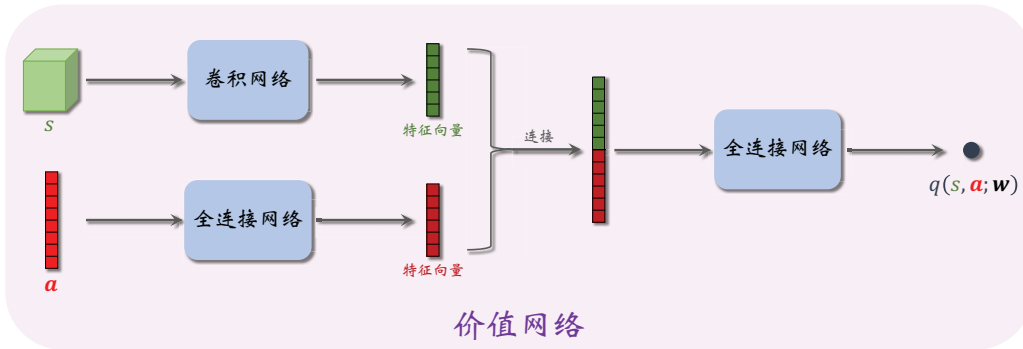 s
卷积网络
特征向量
a
全连接网络
特征向量
连接
全连接网络
q(s, a; w)
价值网络